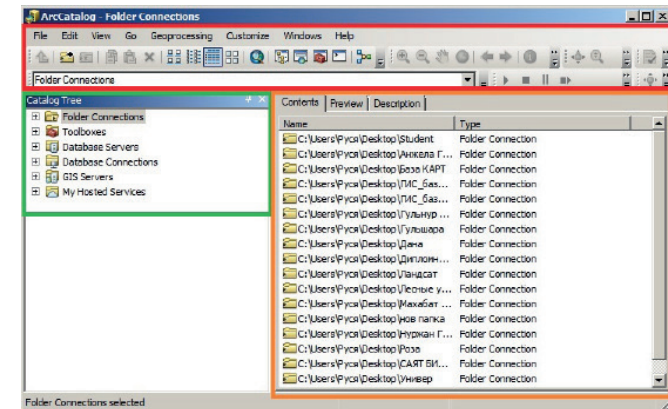 ArcCatalog - Folder Connections
File Edit View Go Geoprocessing Customize Windows Help
Folder Connections
Catalog Tree
Folder Connections
Toolboxes
Database Servers
Database Connections
GIS Servers
My Hosted Services
Contents Preview Description
Name Type
C:\Users\Руся\Desktop\Student Folder Connection
C:\Users\Руся\Desktop\Анжела Г... Folder Connection
C:\Users\Руся\Desktop\База КАРТ Folder Connection
C:\Users\Руся\Desktop\ГИС_баз... Folder Connection
C:\Users\Руся\Desktop\ГИС_баз... Folder Connection
C:\Users\Руся\Desktop\Гульнур ... Folder Connection
C:\Users\Руся\Desktop\Гульшара Folder Connection
C:\Users\Руся\Desktop\Дана Folder Connection
C:\Users\Руся\Desktop\Дипломн... Folder Connection
C:\Users\Руся\Desktop\Ландсат Folder Connection
C:\Users\Руся\Desktop\Лесные у... Folder Connection
C:\Users\Руся\Desktop\Махабат ... Folder Connection
C:\Users\Руся\Desktop\нов папка Folder Connection
C:\Users\Руся\Desktop\Нуржан Г... Folder Connection
C:\Users\Руся\Desktop\Роза Folder Connection
C:\Users\Руся\Desktop\САЯТ БИ... Folder Connection
C:\Users\Руся\Desktop\Универ Folder Connection
Folder Connections selected